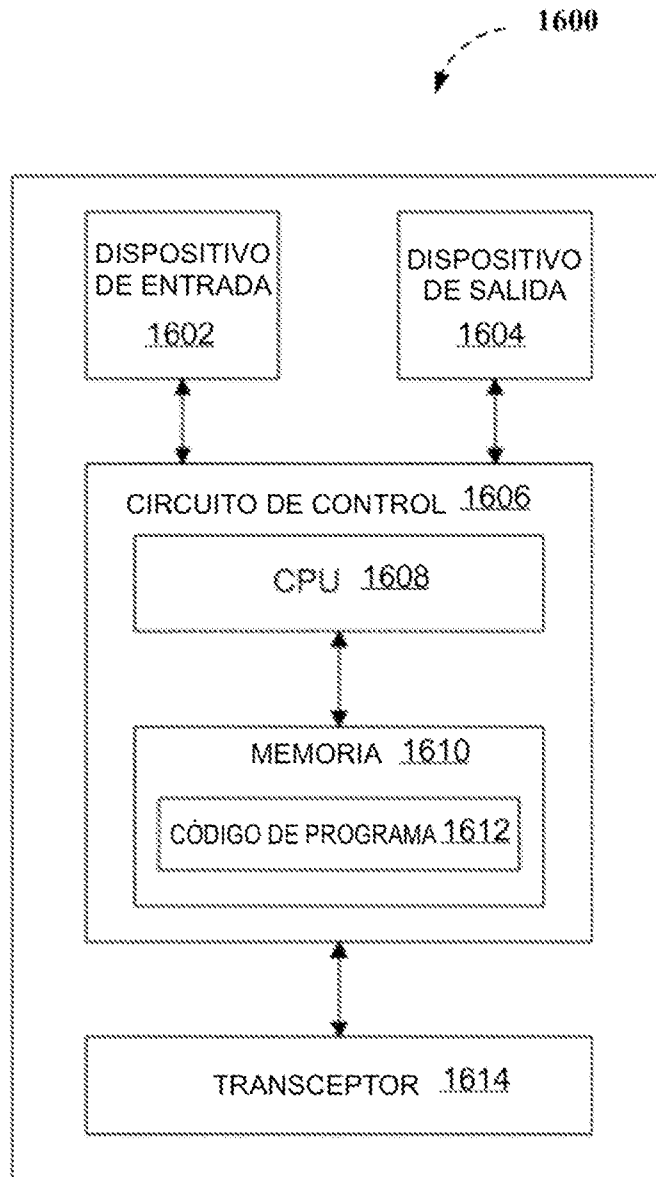 1600
DISPOSITIVO
DE ENTRADA
1602
DISPOSITIVO
DE SALIDA
1604
CIRCUITO DE CONTROL 1606
CPU 1608
MEMORIA 1610
CÓDIGO DE PROGRAMA 1612
TRANSCEPTOR 1614